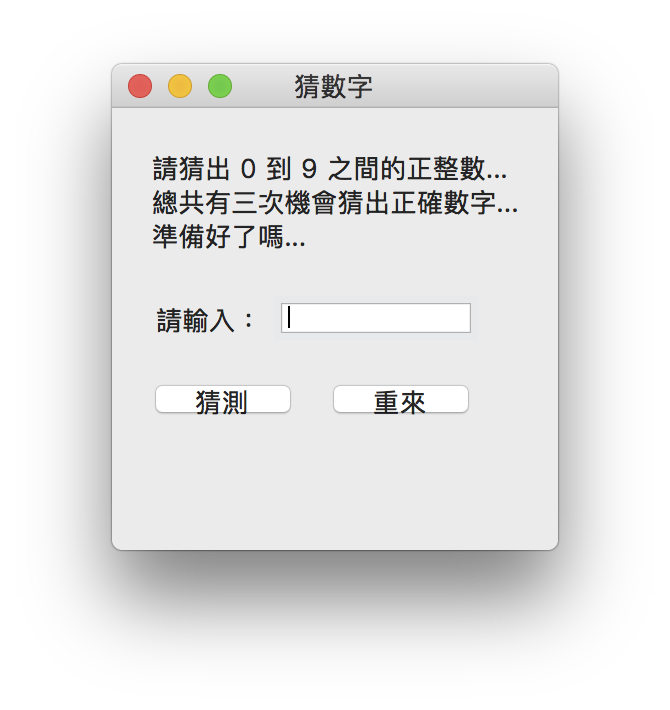 猜數字
請猜出 0 到 9 之間的正整數...
總共有三次機會猜出正確數字...
準備好了嗎...
請輸入：
猜測 重來